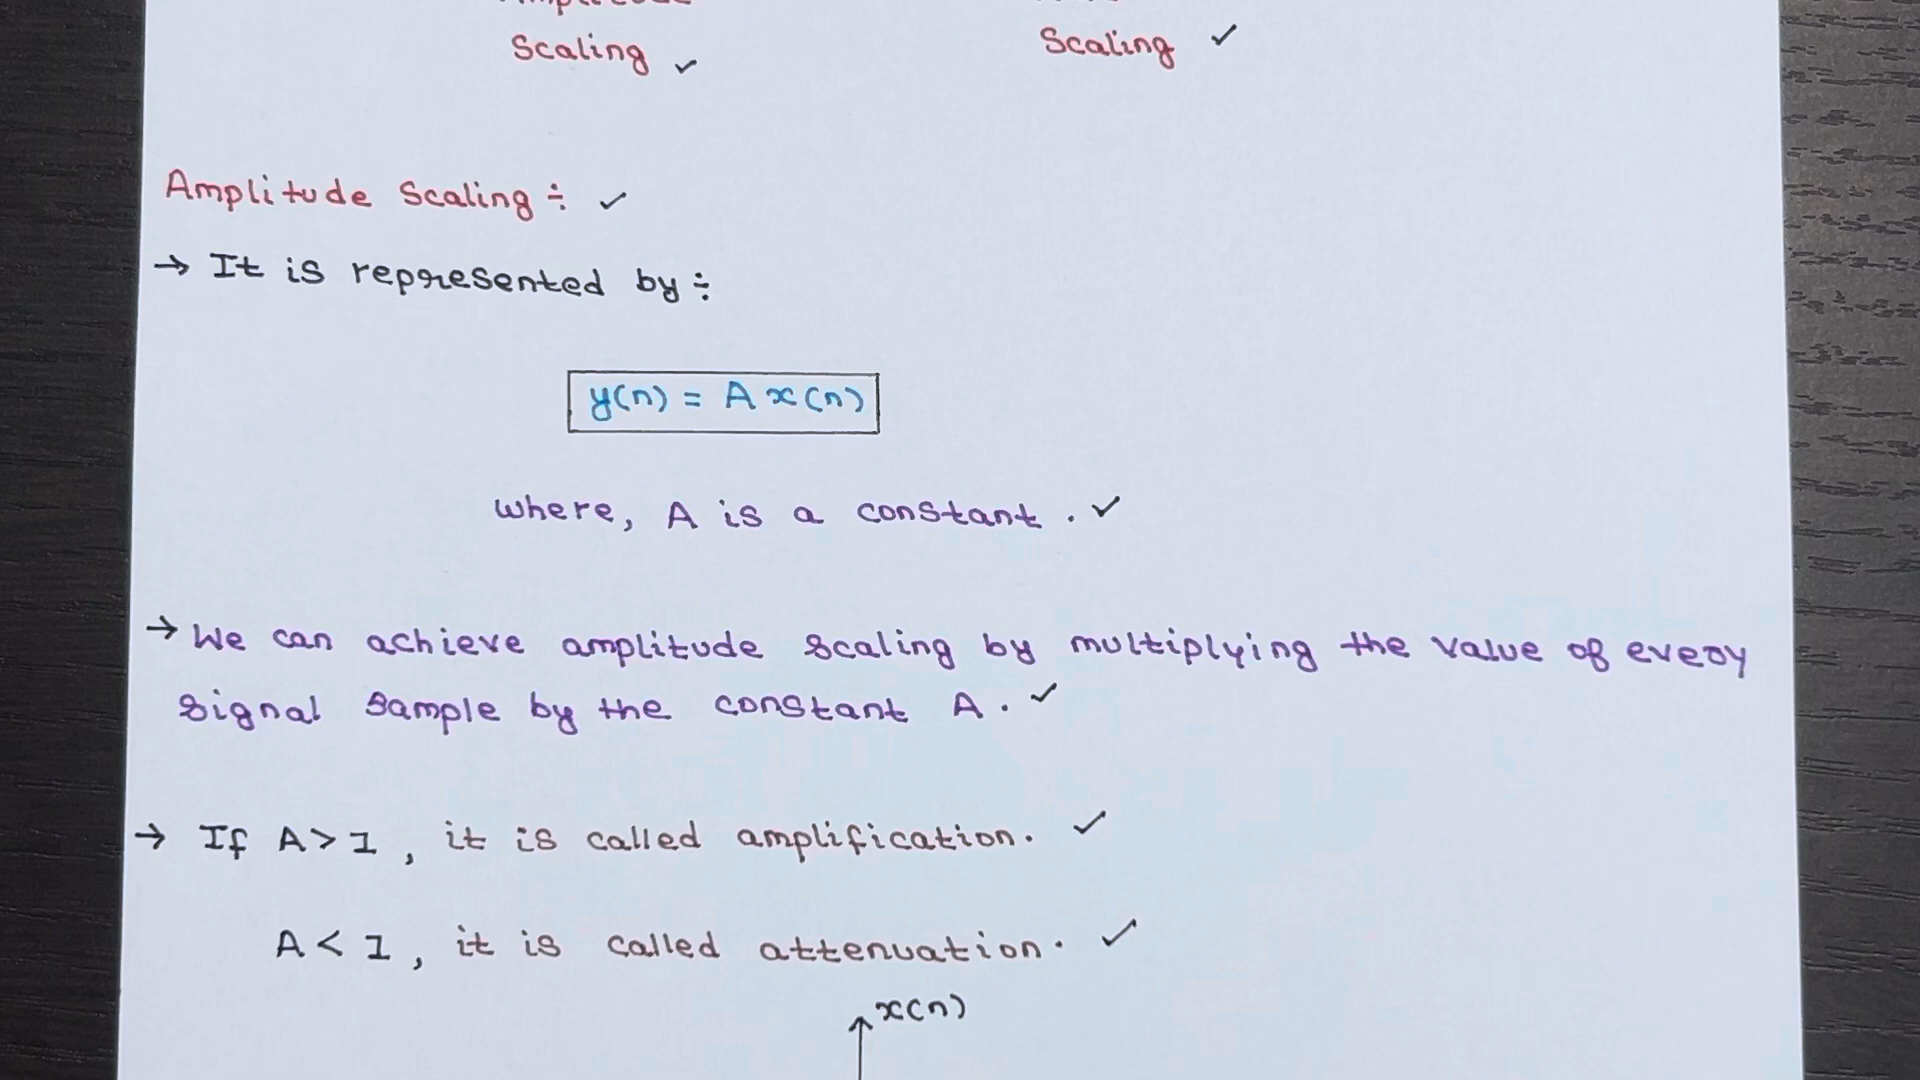 Scaling ✓ Scaling ✓
Amplitude Scaling ÷ ✓
→ It is represented by ÷
y(n) = A x(n)
where, A is a constant. ✓
→ We can achieve amplitude scaling by multiplying the value of every
signal sample by the constant A. ✓
→ If A > 1, it is called amplification. ✓
A < 1, it is called attenuation. ✓
x(n)